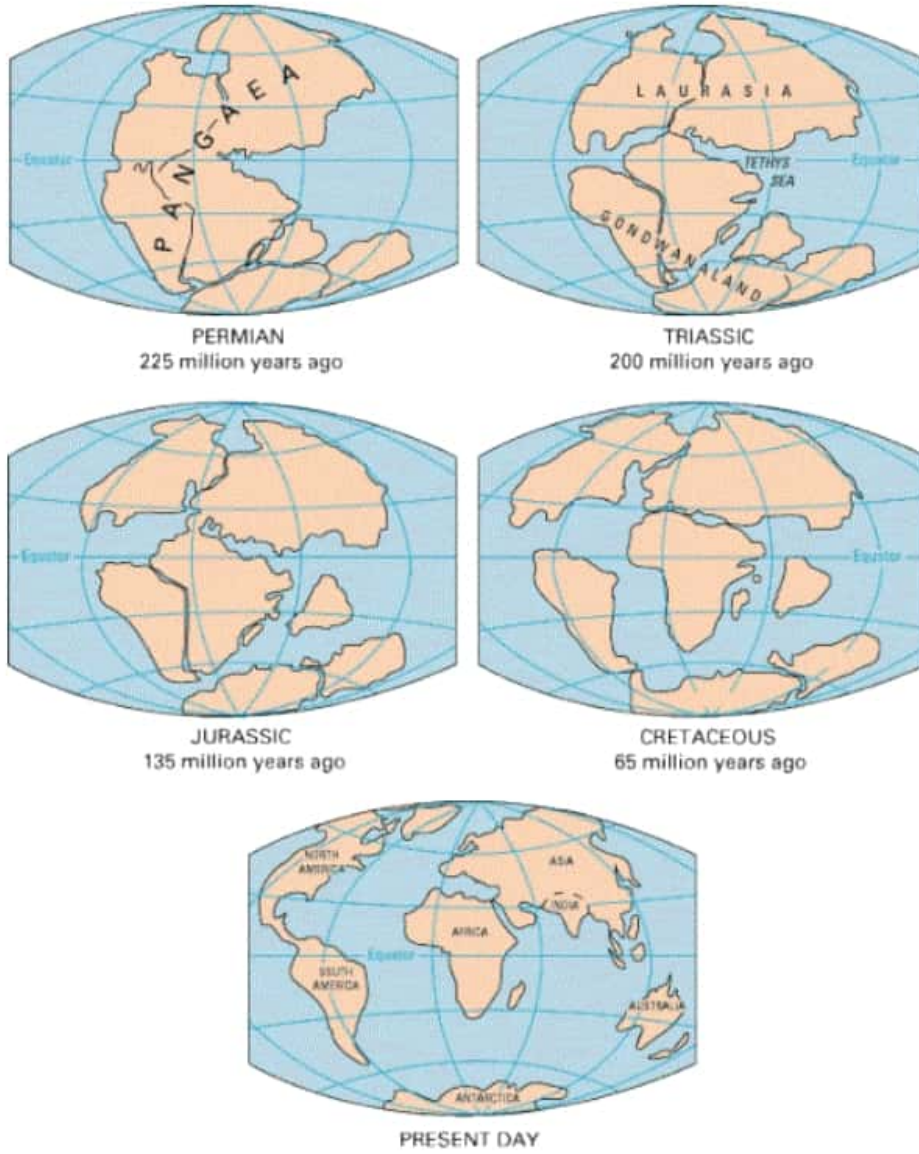 PANGAEA
Equator
PERMIAN
225 million years ago
LAURASIA
TETHYS
SEA
Equator
GONDWANALAND
TRIASSIC
200 million years ago
Equator
JURASSIC
135 million years ago
Equator
CRETACEOUS
65 million years ago
NORTH
AMERICA
ASIA
INDIA
AFRICA
Equator
SOUTH
AMERICA
AUSTRALIA
ANTARCTICA
PRESENT DAY